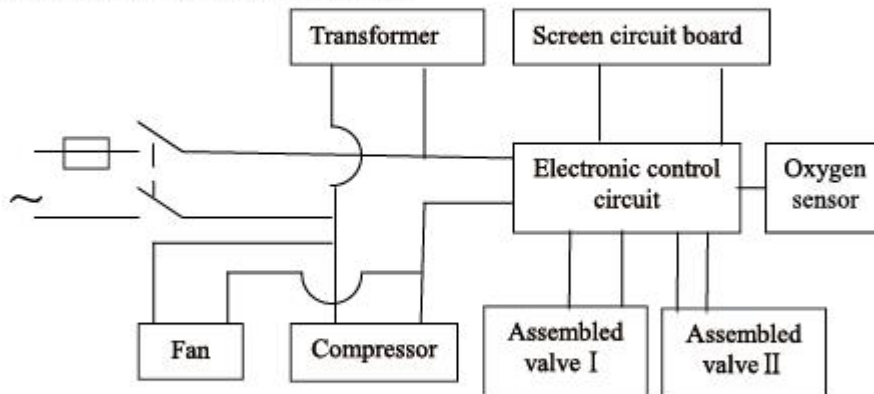 Transformer
Screen circuit board
Electronic control
circuit
Oxygen
sensor
~
Fan
Compressor
Assembled
valve Ⅰ
Assembled
valve Ⅱ